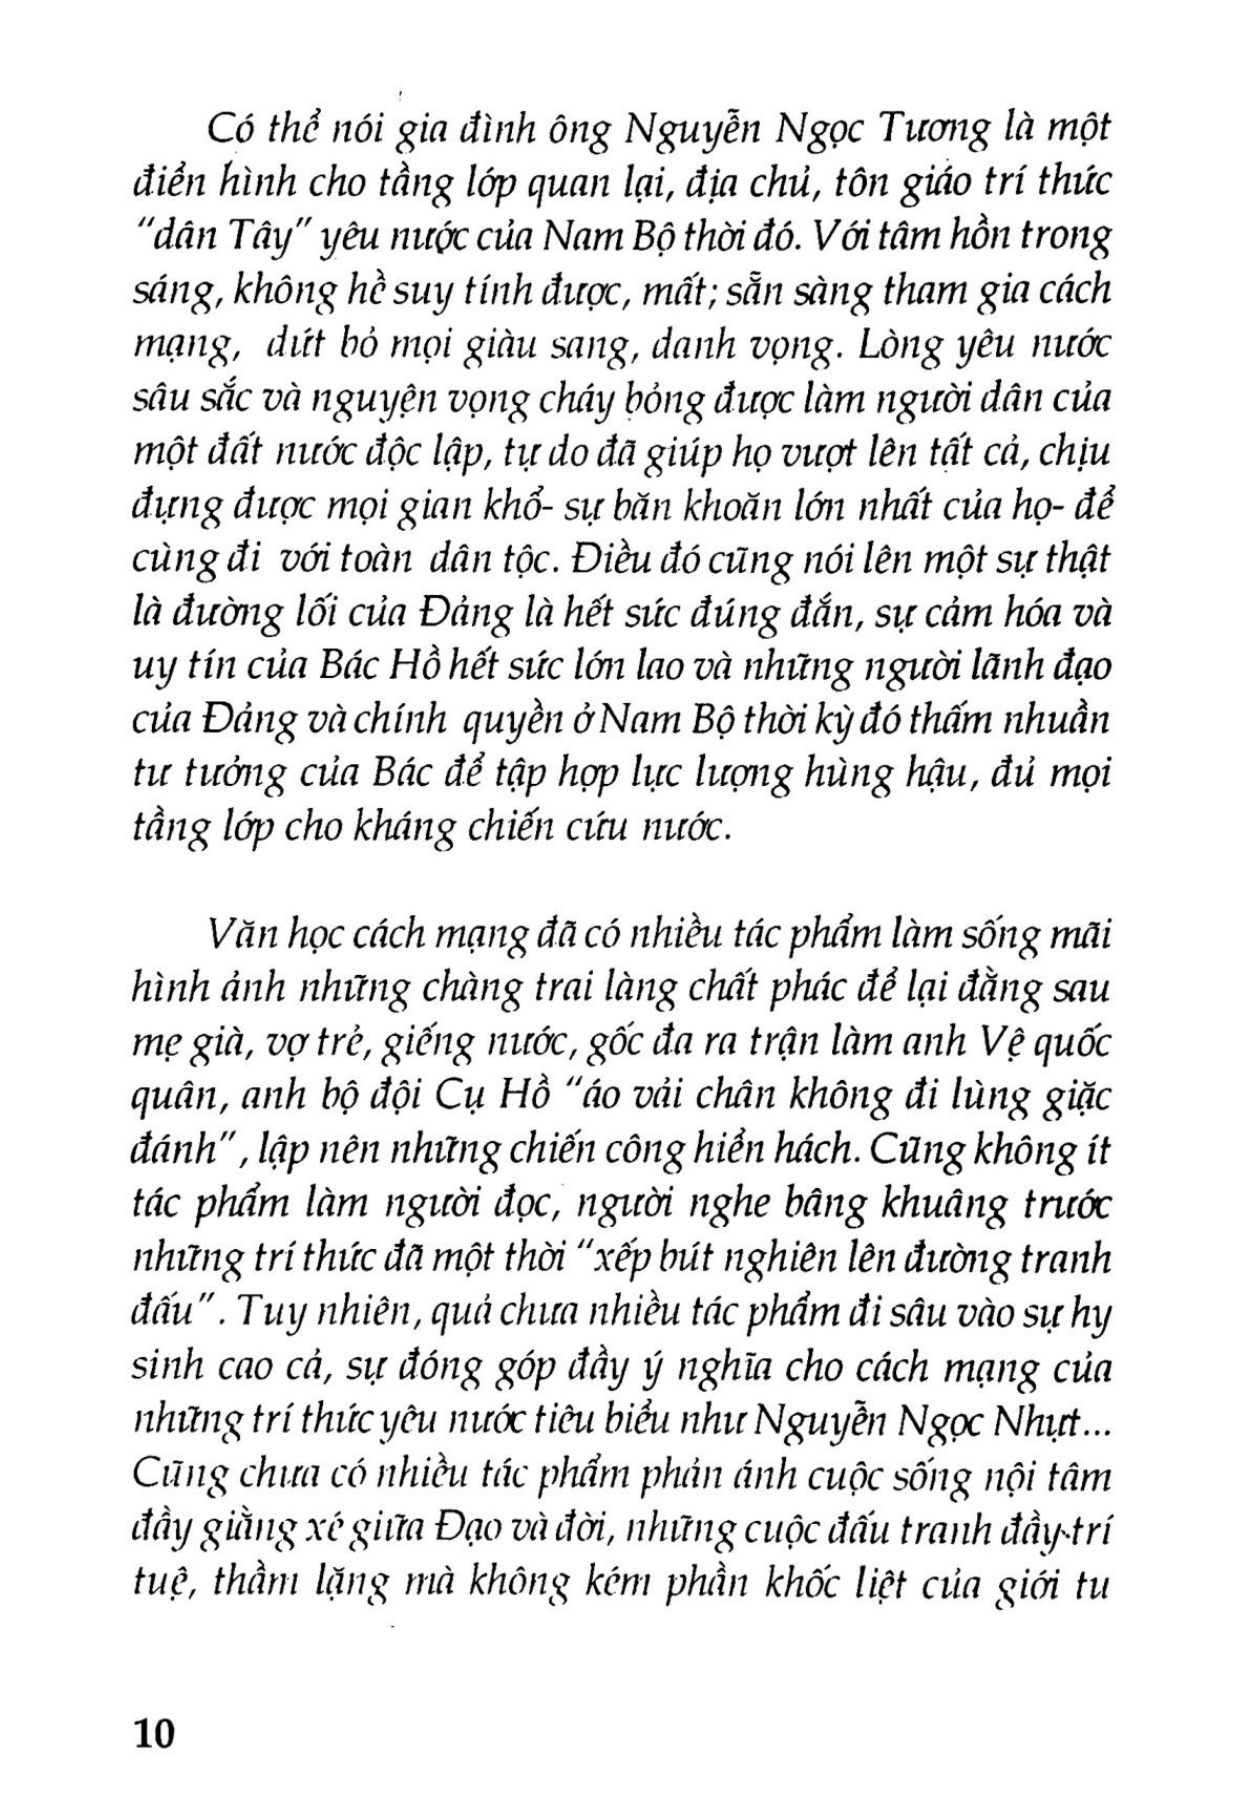 Có thể nói gia đình ông Nguyễn Ngọc Tương là một
điển hình cho tầng lớp quan lại, địa chủ, tôn giáo trí thức
"dân Tây" yêu nước của Nam Bộ thời đó. Với tâm hồn trong
sáng, không hề suy tính được, mất; sẵn sàng tham gia cách
mạng, dứt bỏ mọi giàu sang, danh vọng. Lòng yêu nước
sâu sắc và nguyện vọng cháy bỏng được làm người dân của
một đất nước độc lập, tự do đã giúp họ vượt lên tất cả, chịu
đựng được mọi gian khổ- sự băn khoăn lớn nhất của họ- để
cùng đi với toàn dân tộc. Điều đó cũng nói lên một sự thật
là đường lối của Đảng là hết sức đúng đắn, sự cảm hóa và
uy tín của Bác Hồ hết sức lớn lao và những người lãnh đạo
của Đảng và chính quyền ở Nam Bộ thời kỳ đó thấm nhuần
tư tưởng của Bác để tập hợp lực lượng hùng hậu, đủ mọi
tầng lớp cho kháng chiến cứu nước.
Văn học cách mạng đã có nhiều tác phẩm làm sống mãi
hình ảnh những chàng trai làng chất phác để lại đằng sau
mẹ già, vợ trẻ, giếng nước, gốc đa ra trận làm anh Vệ quốc
quân, anh bộ đội Cụ Hồ "áo vải chân không đi lùng giặc
đánh", lập nên những chiến công hiển hách. Cũng không ít
tác phẩm làm người đọc, người nghe bâng khuâng trước
những trí thức đã một thời "xếp bút nghiên lên đường tranh
đấu". Tuy nhiên, quả chưa nhiều tác phẩm đi sâu vào sự hy
sinh cao cả, sự đóng góp đầy ý nghĩa cho cách mạng của
những trí thức yêu nước tiêu biểu như Nguyễn Ngọc Nhựt...
Cũng chưa có nhiều tác phẩm phản ánh cuộc sống nội tâm
đầy giằng xé giữa Đạo và đời, những cuộc đấu tranh đầy trí
tuệ, thầm lặng mà không kém phần khốc liệt của giới tu
10